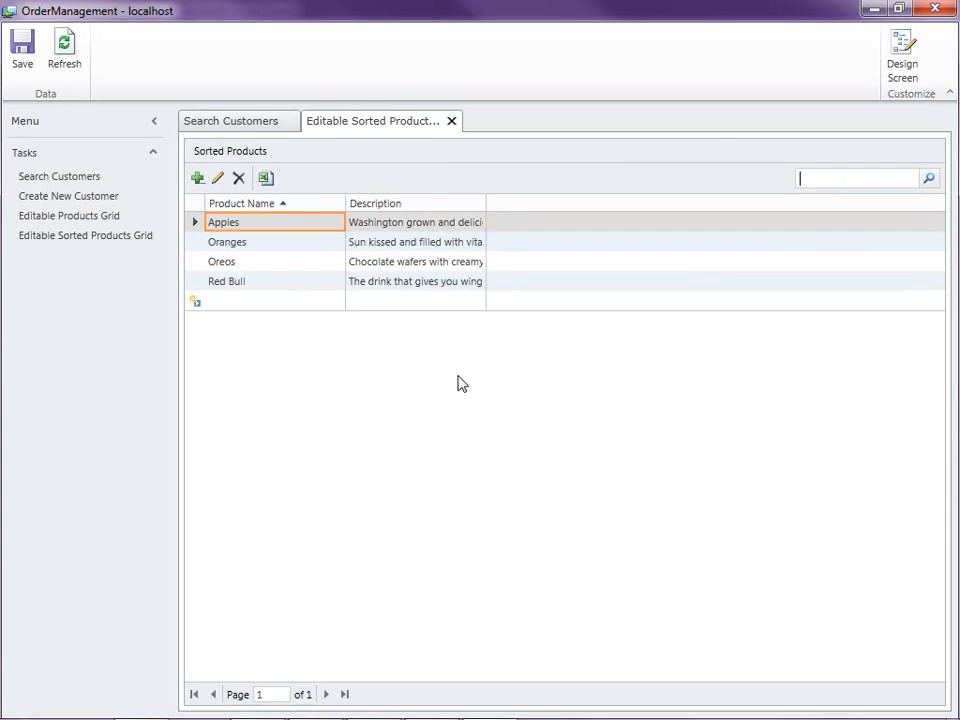 OrderManagement - localhost
Save
Refresh
Data
Design
Screen
Customize
Menu
Tasks
Search Customers
Create New Customer
Editable Products Grid
Editable Sorted Products Grid
Search Customers
Editable Sorted Product...
Sorted Products
Product Name Description
Apples Washington grown and delici
Oranges Sun kissed and filled with vita
Oreos Chocolate wafers with creamy
Red Bull The drink that gives you wing
Page 1 of 1